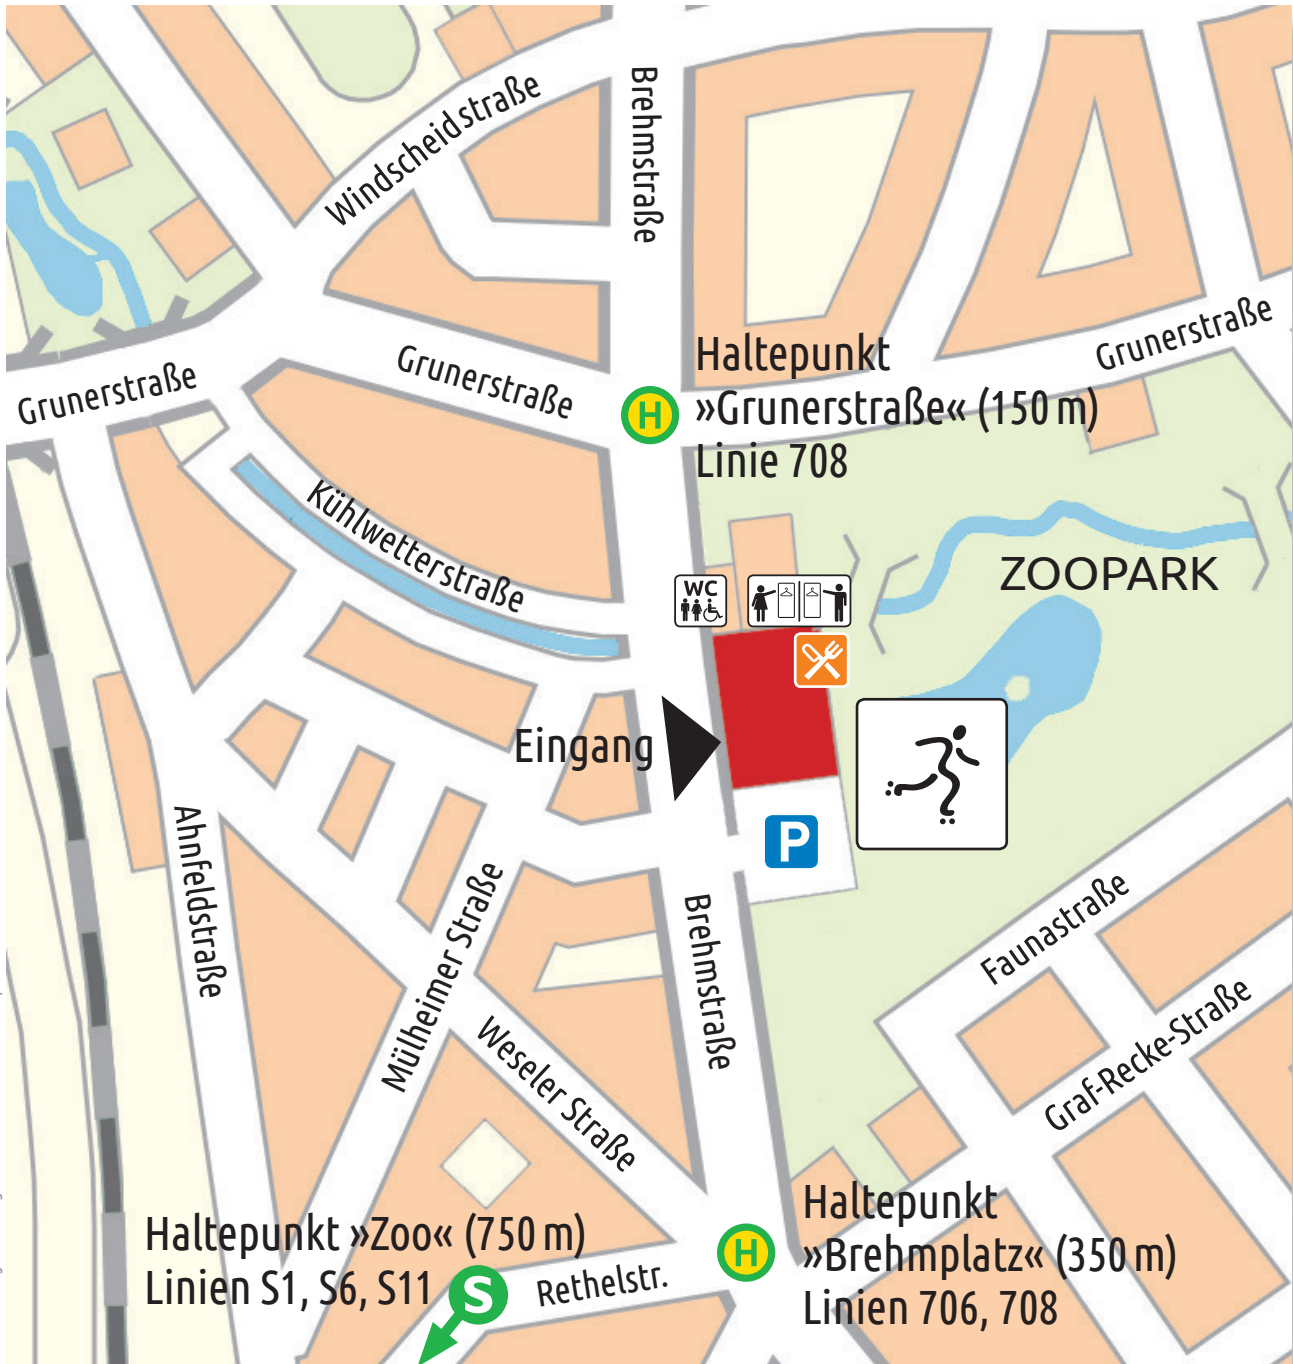 Windscheidstraße
Brehmstraße
Grunerstraße
Grunerstraße
Grunerstraße
Haltepunkt
»Grunerstraße« (150 m)
Linie 708
H
Kühlwetterstraße
ZOOPARK
WC
Eingang
P
Ahnfeldstraße
Mülheimer Straße
Brehmstraße
Faunastraße
Graf-Recke-Straße
Weseler Straße
Haltepunkt »Zoo« (750 m)
Linien S1, S6, S11
S
Rethelstr.
H
Haltepunkt
»Brehmplatz« (350 m)
Linien 706, 708